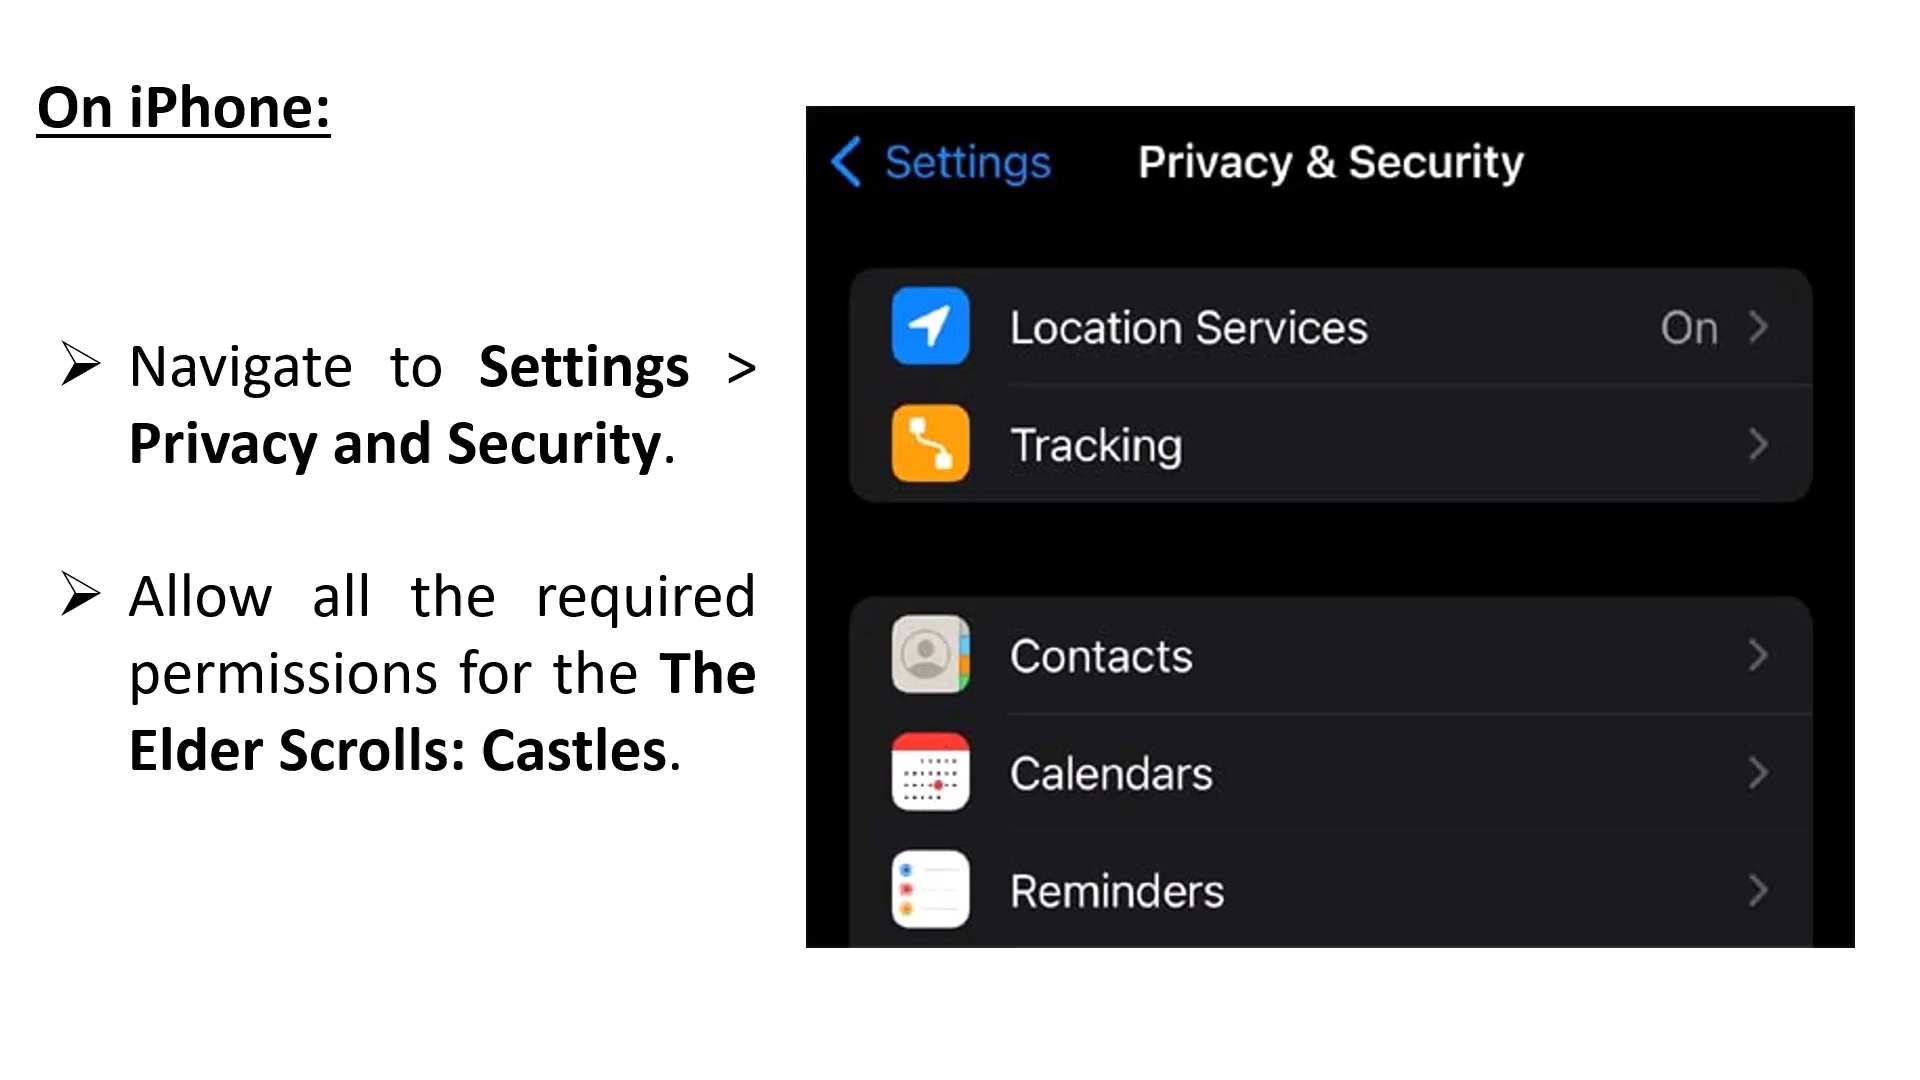 On iPhone:
➢ Navigate to Settings >
Privacy and Security.
➢ Allow all the required
permissions for the The
Elder Scrolls: Castles.
Settings
Privacy & Security
Location Services On
Tracking
Contacts
Calendars
Reminders